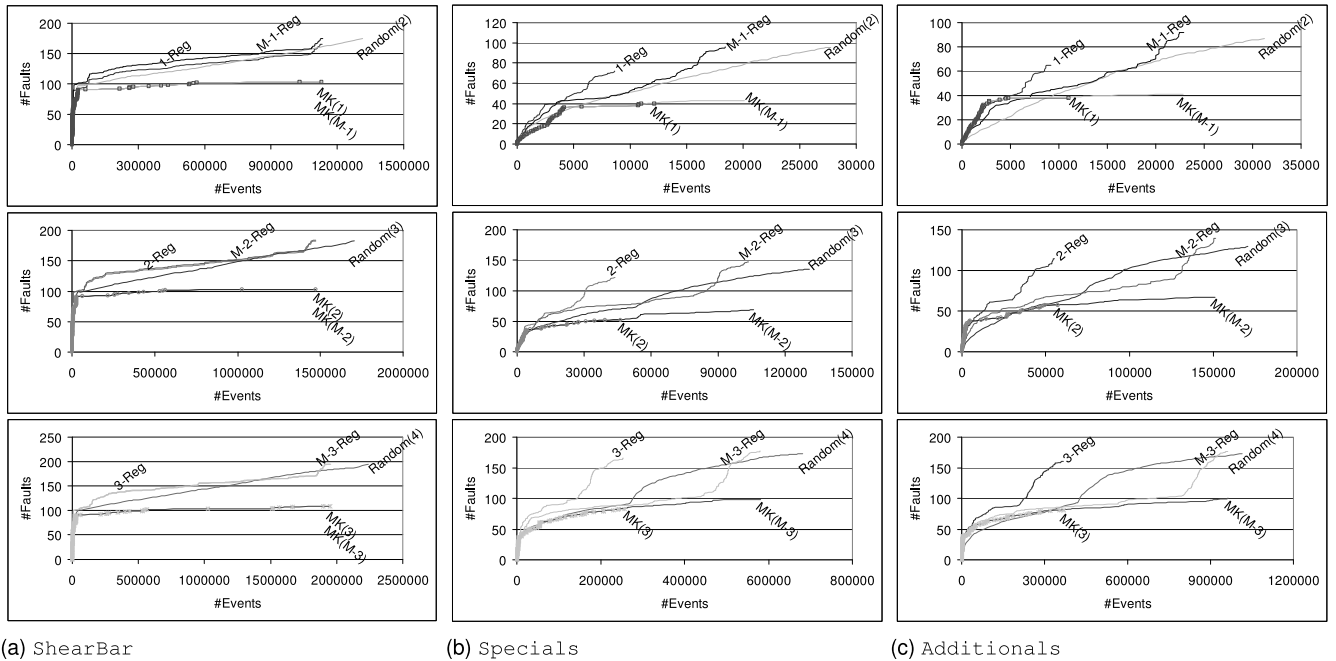 200
150
100
50
0
#Faults
1-Reg
M-1-Reg
Random(2)
MK(1)
MK(M-1)
0 300000 600000 900000 1200000 1500000
#Events
120
100
80
60
40
20
0
#Faults
1-Reg
M-1-Reg
Random(2)
MK(1)
MK(M-1)
0 5000 10000 15000 20000 25000 30000
#Events
100
80
60
40
20
0
#Faults
1-Reg
M-1-Reg
Random(2)
MK(1)
MK(M-1)
0 5000 10000 15000 20000 25000 30000 35000
#Events
200
150
100
50
0
#Faults
2-Reg
M-2-Reg
Random(3)
MK(2)
MK(M-2)
0 500000 1000000 1500000 2000000
#Events
200
150
100
50
0
#Faults
2-Reg
M-2-Reg
Random(3)
MK(2)
MK(M-2)
0 30000 60000 90000 120000 150000
#Events
150
100
50
0
#Faults
2-Reg
M-2-Reg
Random(3)
MK(2)
MK(M-2)
0 50000 100000 150000 200000
#Events
250
200
150
100
50
0
#Faults
3-Reg
M-3-Reg
Random(4)
MK(3)
MK(M-3)
0 500000 1000000 1500000 2000000 2500000
#Events
200
150
100
50
0
#Faults
3-Reg
M-3-Reg
Random(4)
MK(3)
MK(M-3)
0 200000 400000 600000 800000
#Events
200
150
100
50
0
#Faults
3-Reg
M-3-Reg
Random(4)
MK(3)
MK(M-3)
0 300000 600000 900000 1200000
#Events
(a) ShearBar
(b) Specials
(c) Additionals